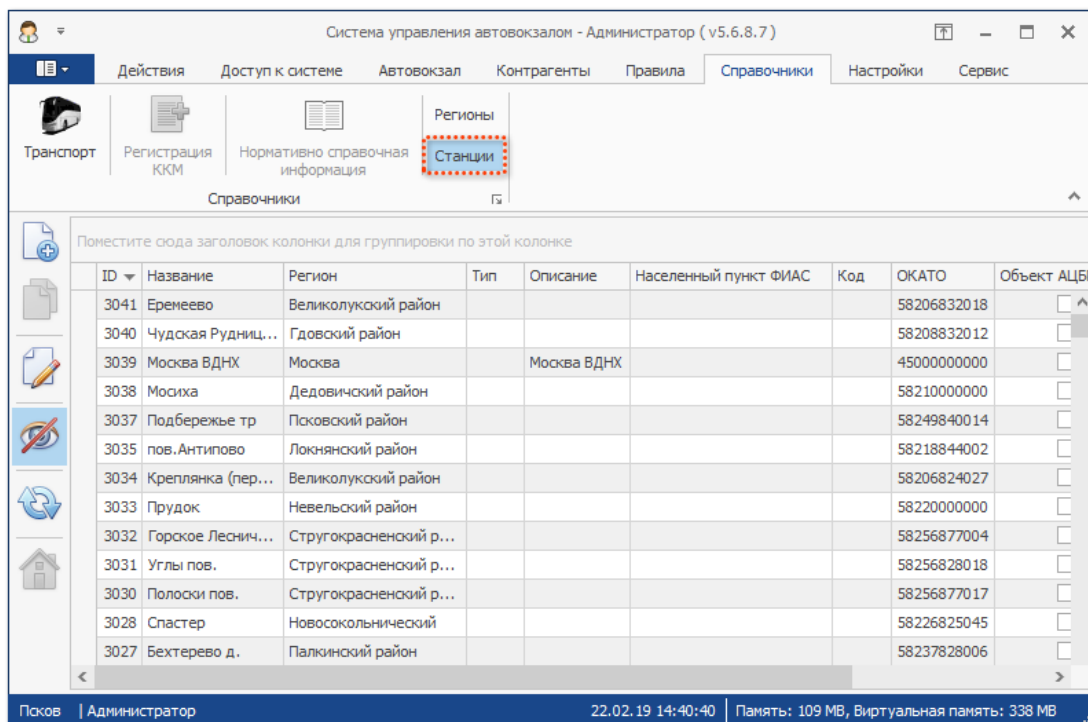 Система управления автовокзалом - Администратор ( v5.6.8.7 )
Действия Доступ к системе Автовокзал Контрагенты Правила Справочники Настройки Сервис
Транспорт
Регистрация ККМ
Нормативно справочная информация
Регионы
Станции
Справочники
Поместите сюда заголовок колонки для группировки по этой колонке
ID Название Регион Тип Описание Населенный пункт ФИАС Код ОКАТО Объект АЦБ
3041 Еремеево Великолукский район 58206832018
3040 Чудская Рудниц... Гдовский район 58208832012
3039 Москва ВДНХ Москва Москва ВДНХ 45000000000
3038 Мосиха Дедовичский район 58210000000
3037 Подбережье тр Псковский район 58249840014
3035 пов.Антипово Локнянский район 58218844002
3034 Креплянка (пер... Великолукский район 58206824027
3033 Прудок Невельский район 58220000000
3032 Горское Леснич... Стругокрасненский р... 58256877004
3031 Углы пов. Стругокрасненский р... 58256828018
3030 Полоски пов. Стругокрасненский р... 58256877017
3028 Спастер Новосокольнический 58226825045
3027 Бехтерево д. Палкинский район 58237828006
Псков | Администратор 22.02.19 14:40:40 Память: 109 МВ, Виртуальная память: 338 МВ